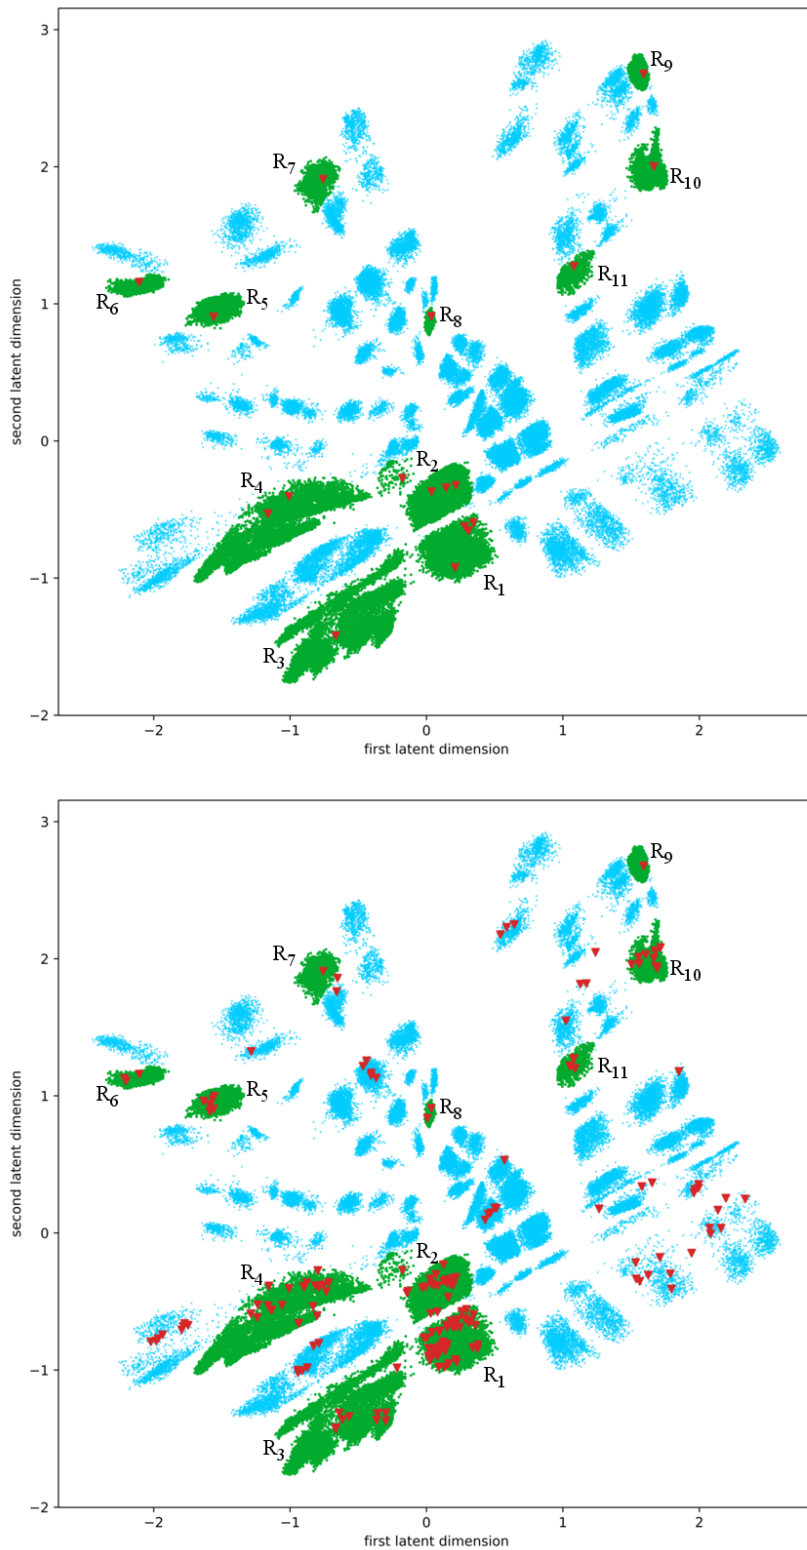 3
R9
2
R7
R10
R11
R6
R5
1
R8
second latent dimension
0
R2
R4
−1
R1
R3
−2
−2 −1 0 1 2
first latent dimension
3
R9
2
R7
R10
R11
R6
R5
1
R8
second latent dimension
0
R2
R4
−1
R1
R3
−2
−2 −1 0 1 2
first latent dimension